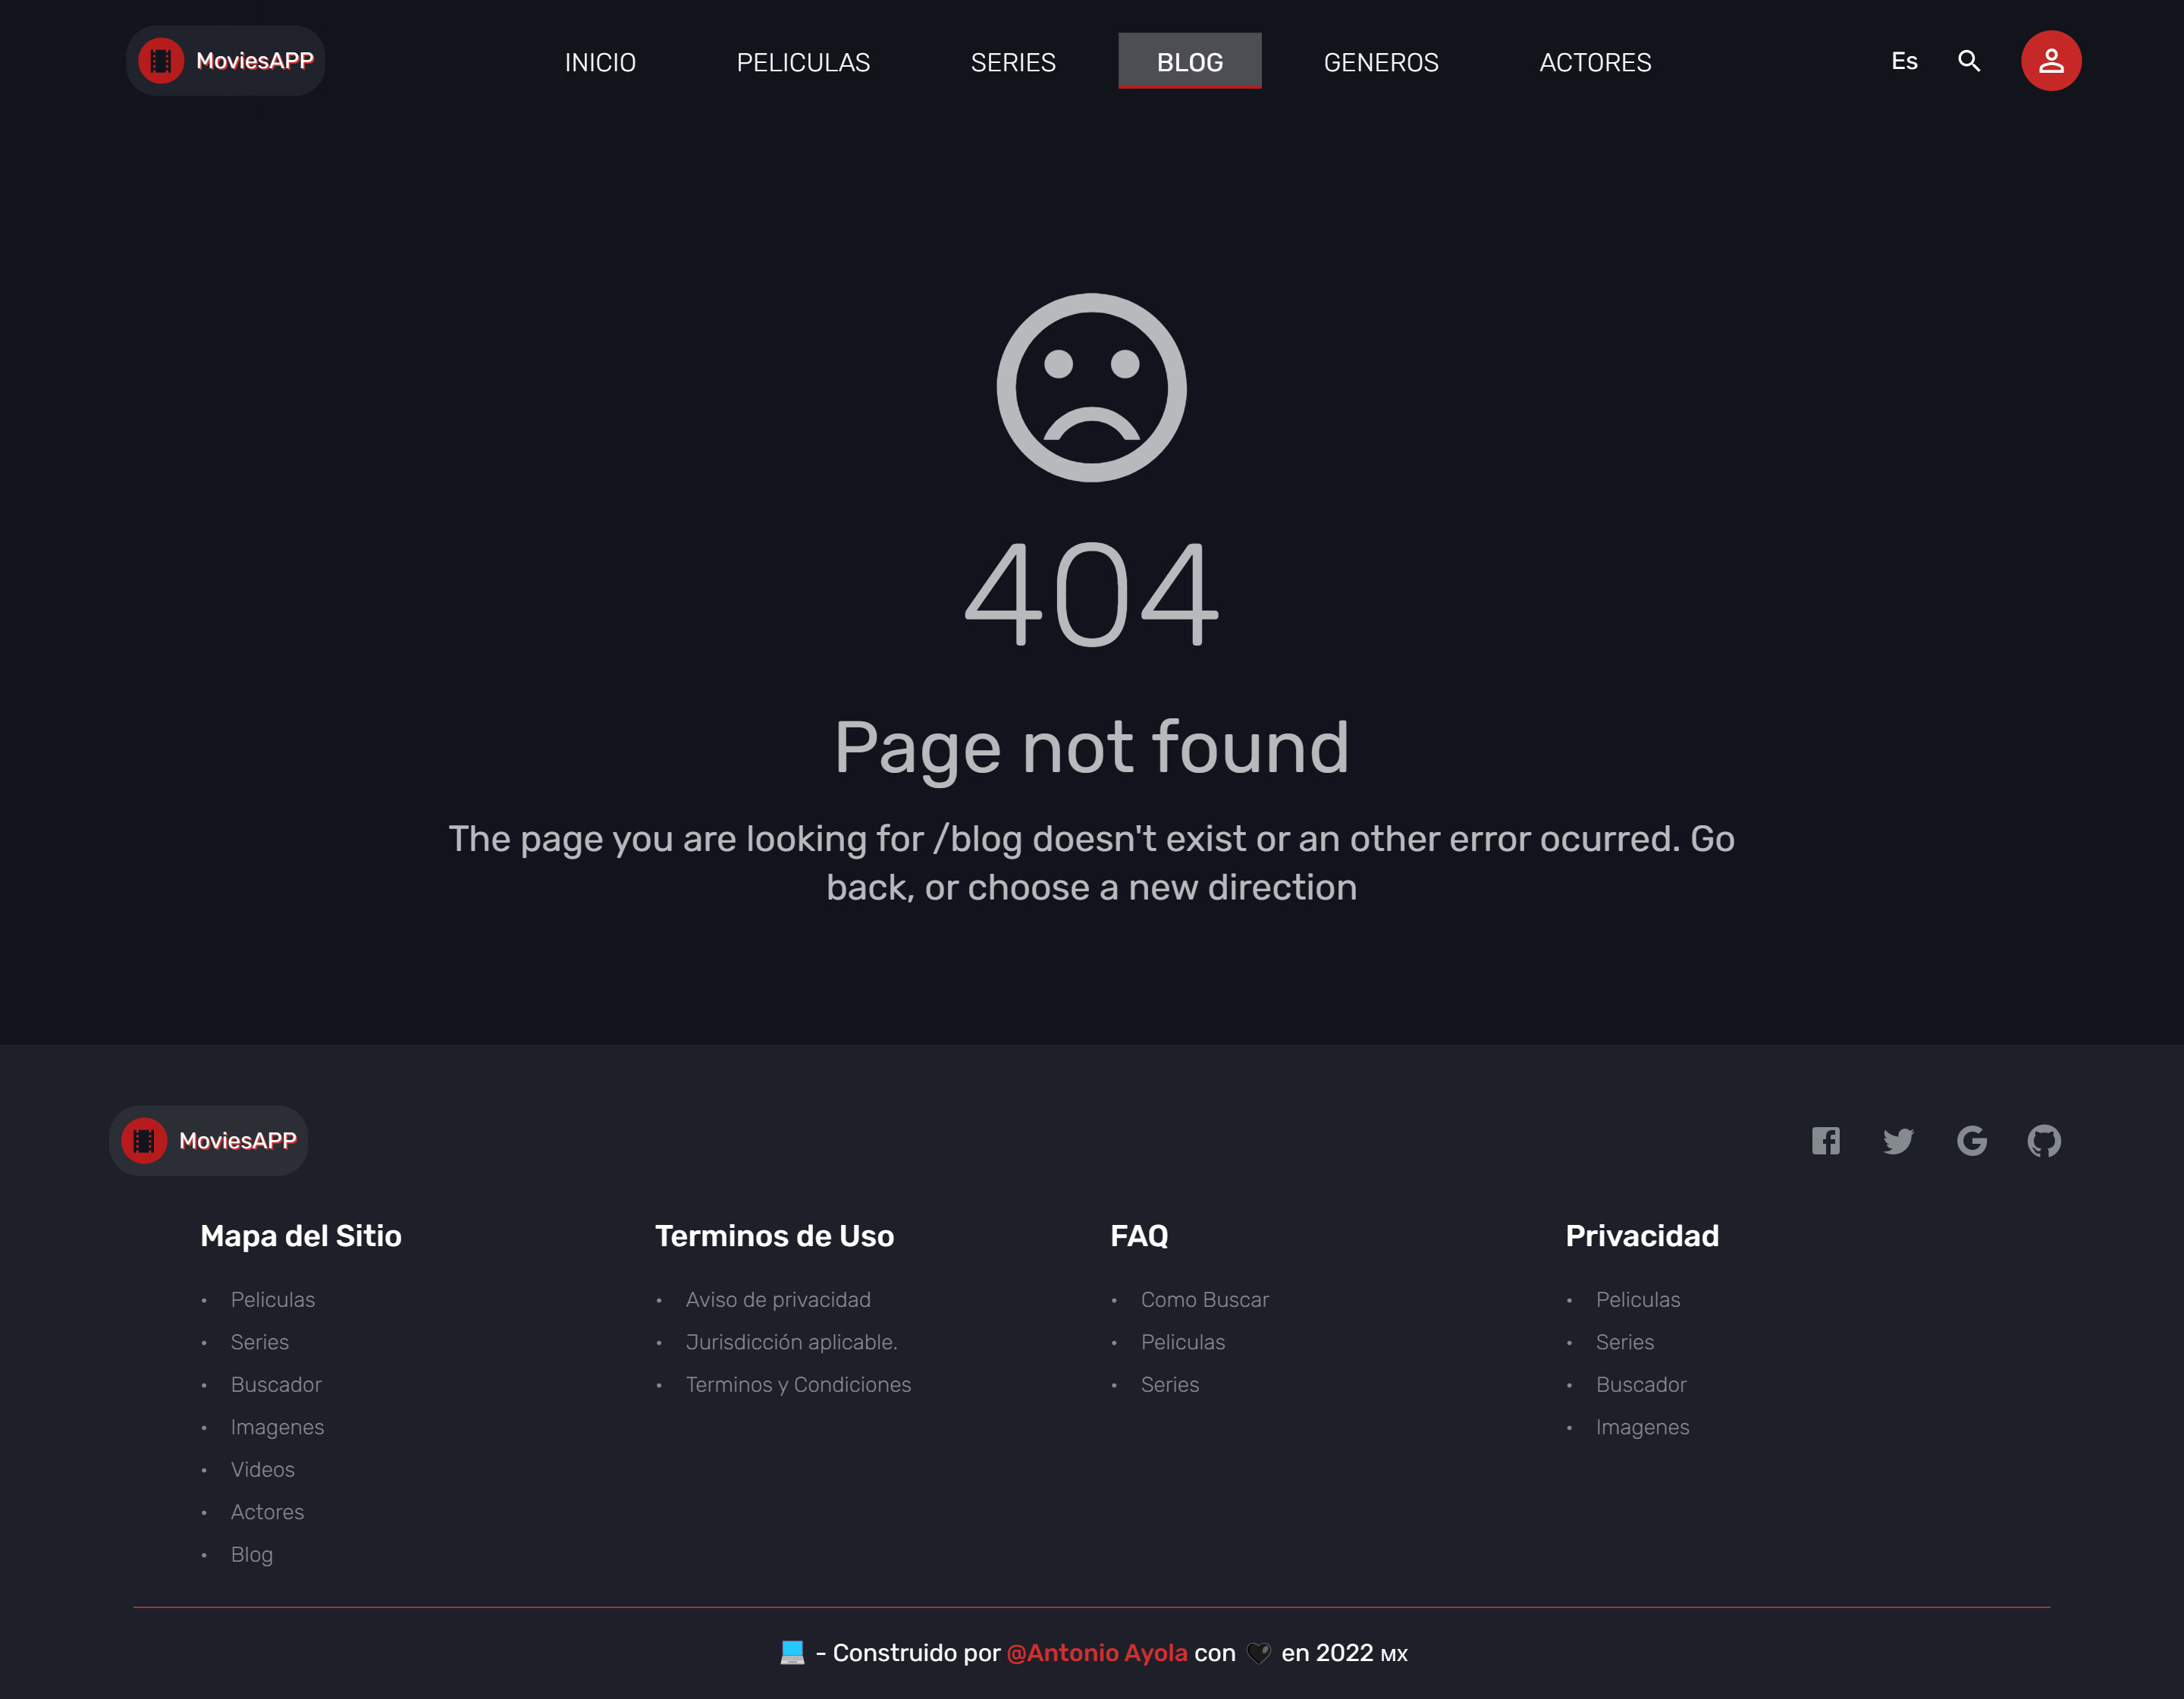 MoviesAPP
INICIO
PELICULAS
SERIES
BLOG
GENEROS
ACTORES
Es
404
Page not found
The page you are looking for /blog doesn't exist or an other error ocurred. Go
back, or choose a new direction
MoviesAPP
Mapa del Sitio
• Peliculas
• Series
• Buscador
• Imagenes
• Videos
• Actores
• Blog
Terminos de Uso
• Aviso de privacidad
• Jurisdicción aplicable.
• Terminos y Condiciones
FAQ
• Como Buscar
• Peliculas
• Series
Privacidad
• Peliculas
• Series
• Buscador
• Imagenes
💻 - Construido por @Antonio Ayola con 🖤 en 2022 MX